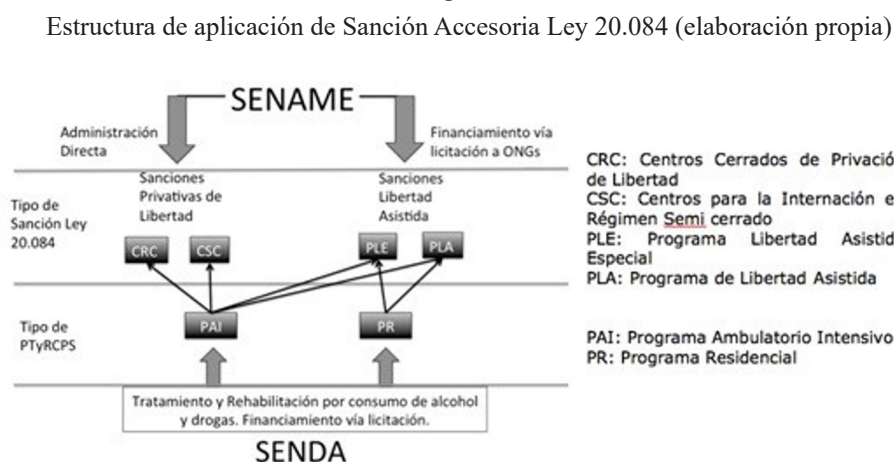 Estructura de aplicación de Sanción Accesoria Ley 20.084 (elaboración propia)
SENAME
Administración
Directa
Financiamiento vía
licitación a ONGs
Tipo de
Sanción Ley
20.084
Sanciones
Privativas de
Libertad
Sanciones
Libertad
Asistida
CRC
CSC
PLE
PLA
Tipo de
PTyRCPS
PAI
PR
Tratamiento y Rehabilitación por consumo de alcohol
y drogas. Financiamiento vía licitación.
SENDA
CRC: Centros Cerrados de Privació
de Libertad
CSC: Centros para la Internación e
Régimen Semi cerrado
PLE: Programa Libertad Asistid
Especial
PLA: Programa de Libertad Asistida
PAI: Programa Ambulatorio Intensivo
PR: Programa Residencial